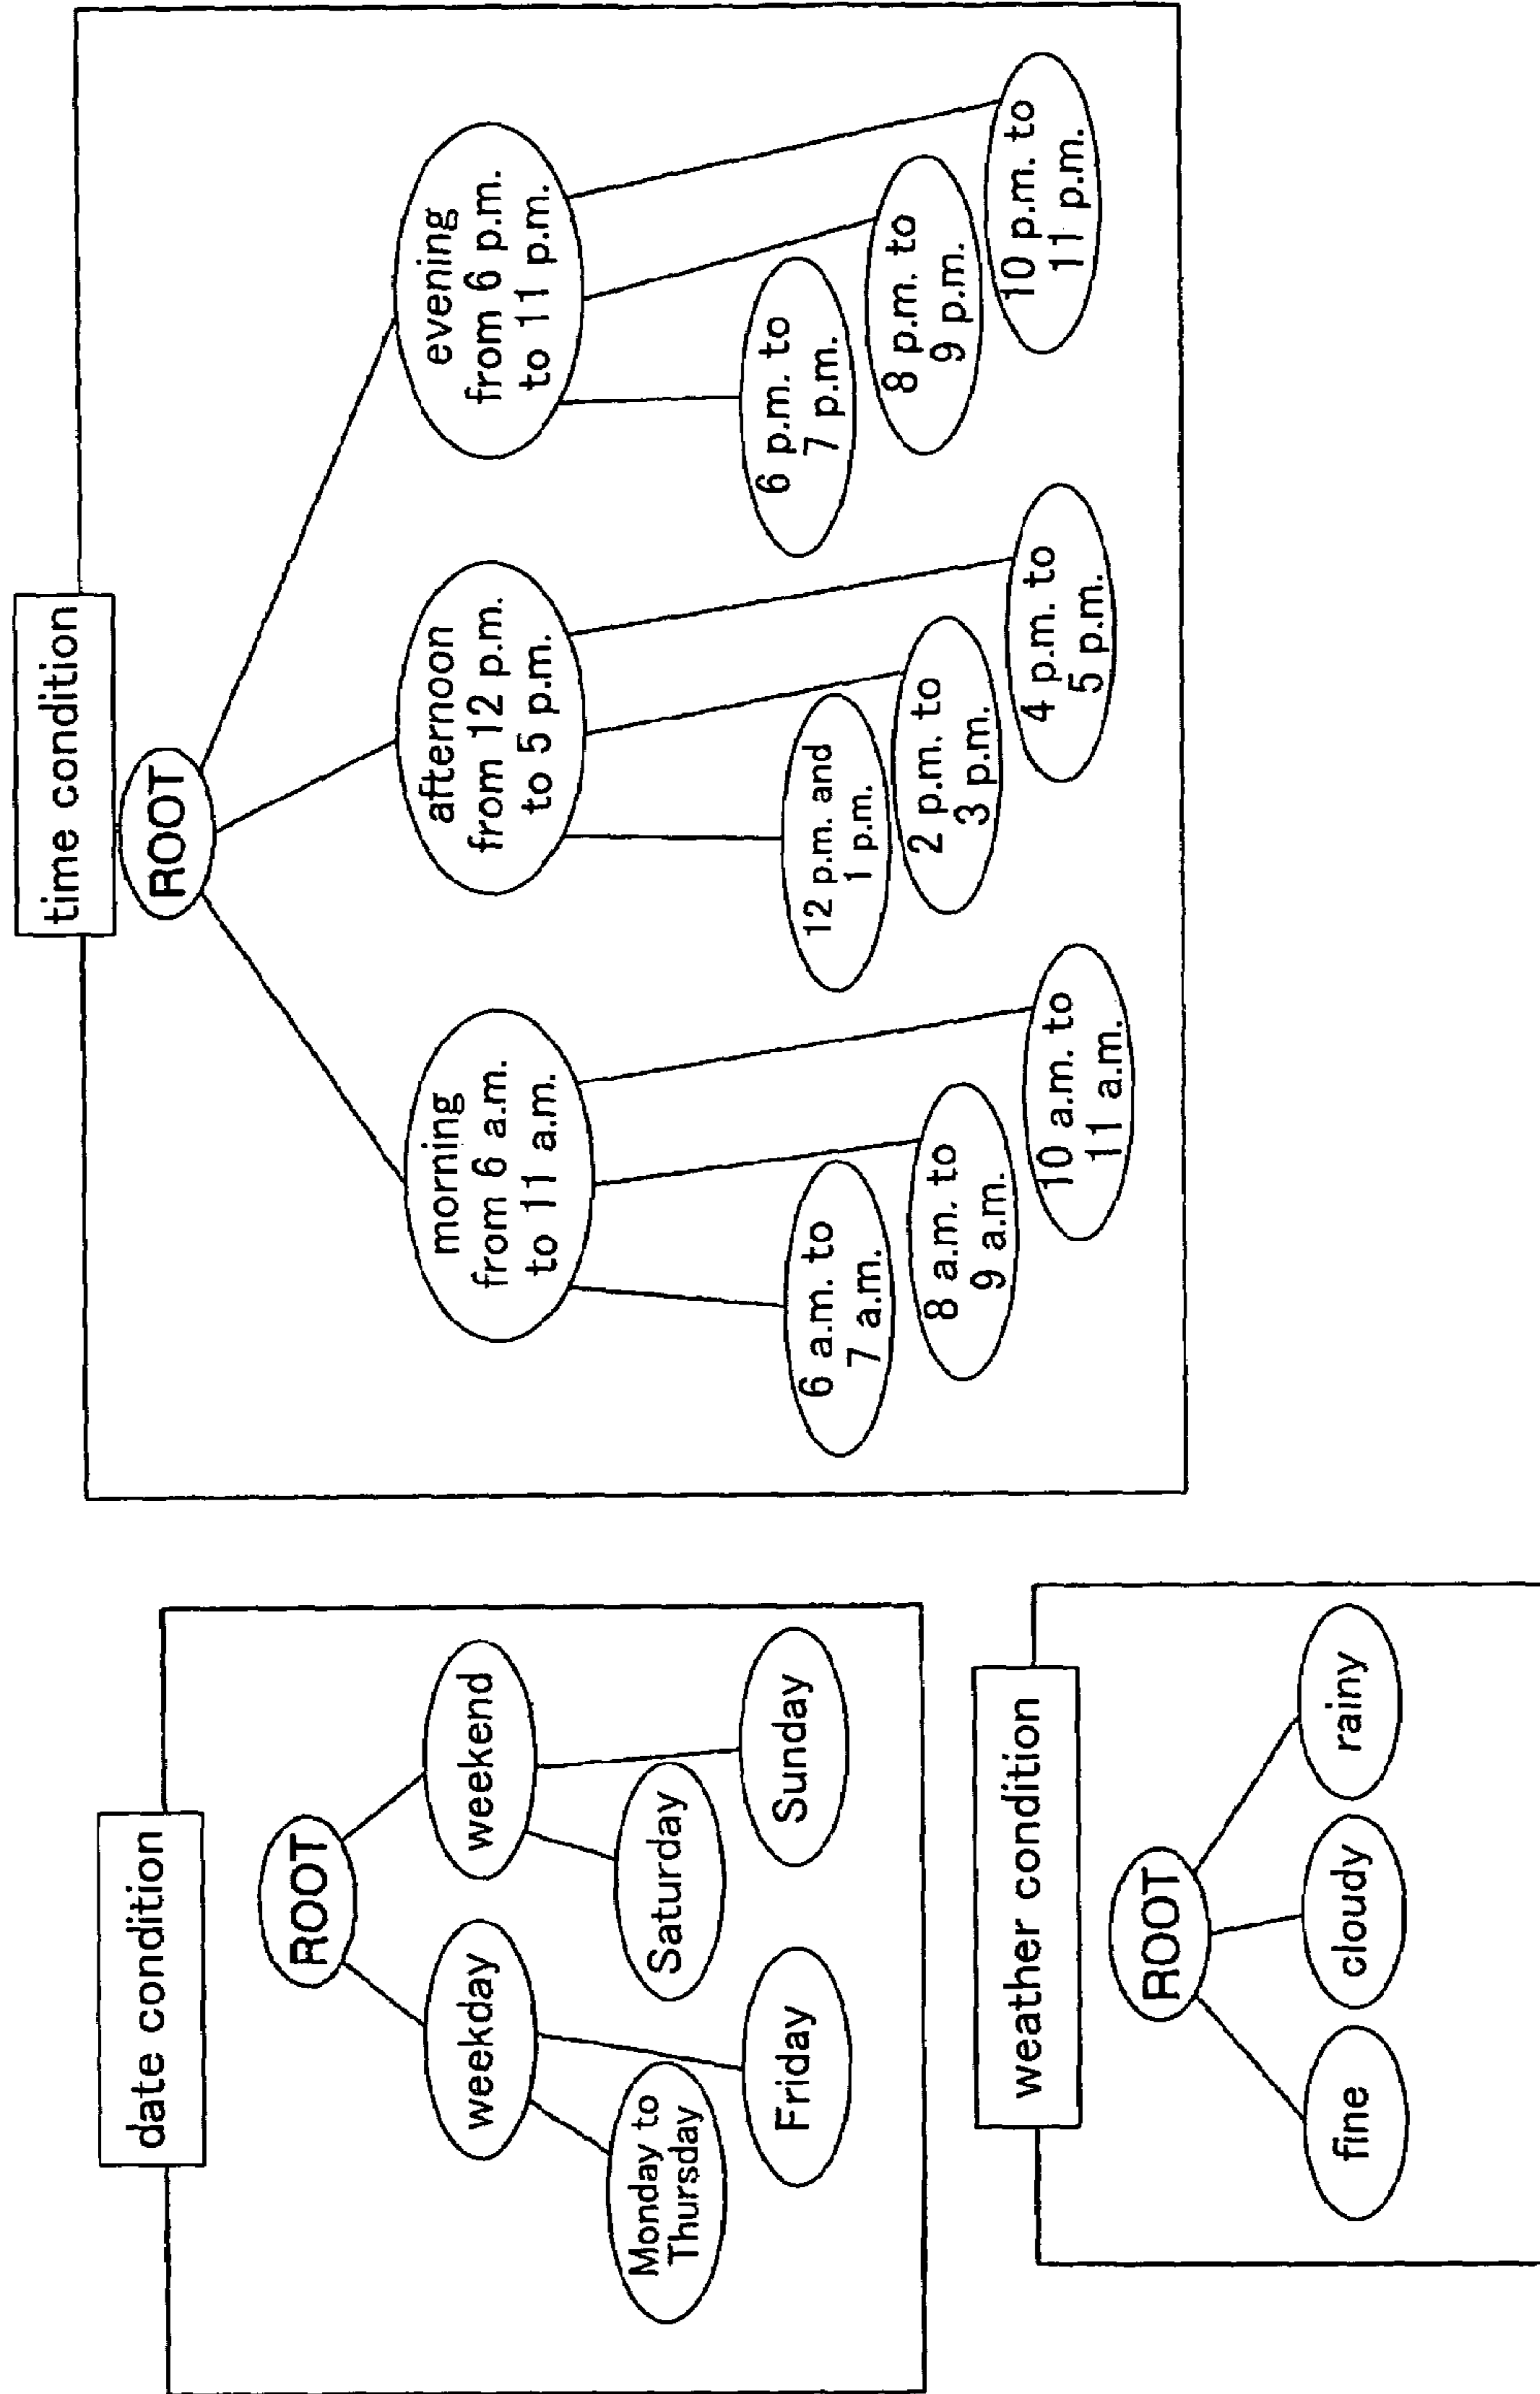 date condition
ROOT
weekday
weekend
Monday to
Thursday
Saturday
Friday
Sunday
weather condition
ROOT
fine
cloudy
rainy
time condition
ROOT
morning
from 6 a.m.
to 11 a.m.
afternoon
from 12 p.m.
to 5 p.m.
evening
from 6 p.m.
to 11 p.m.
6 a.m. to
7 a.m.
8 a.m. to
9 a.m.
10 a.m. to
11 a.m.
12 p.m. and
1 p.m.
2 p.m. to
3 p.m.
4 p.m. to
5 p.m.
6 p.m. to
7 p.m.
8 p.m. to
9 p.m.
10 p.m. to
11 p.m.